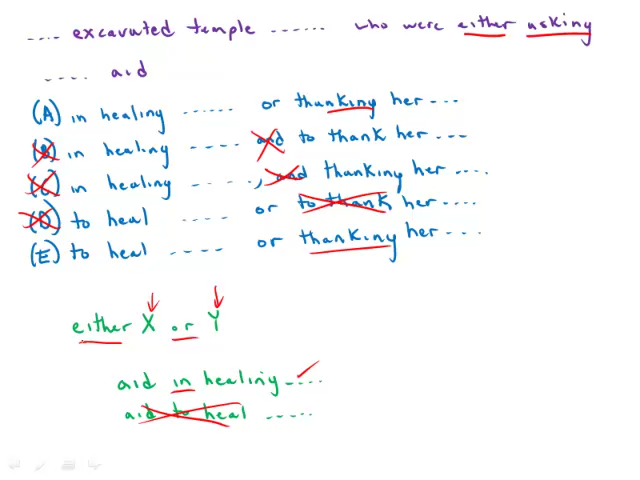 .... excavated temple ...... who were either asking
.... aid
(A) in healing ..... or thanking her ...
(B) in healing .... and to thank her ...
(C) in healing ....., and thanking her ....
(D) to heal .... or to thank her ....
(E) to heal .... or thanking her ...
either X or Y
aid in healing ....
aid to heal .....